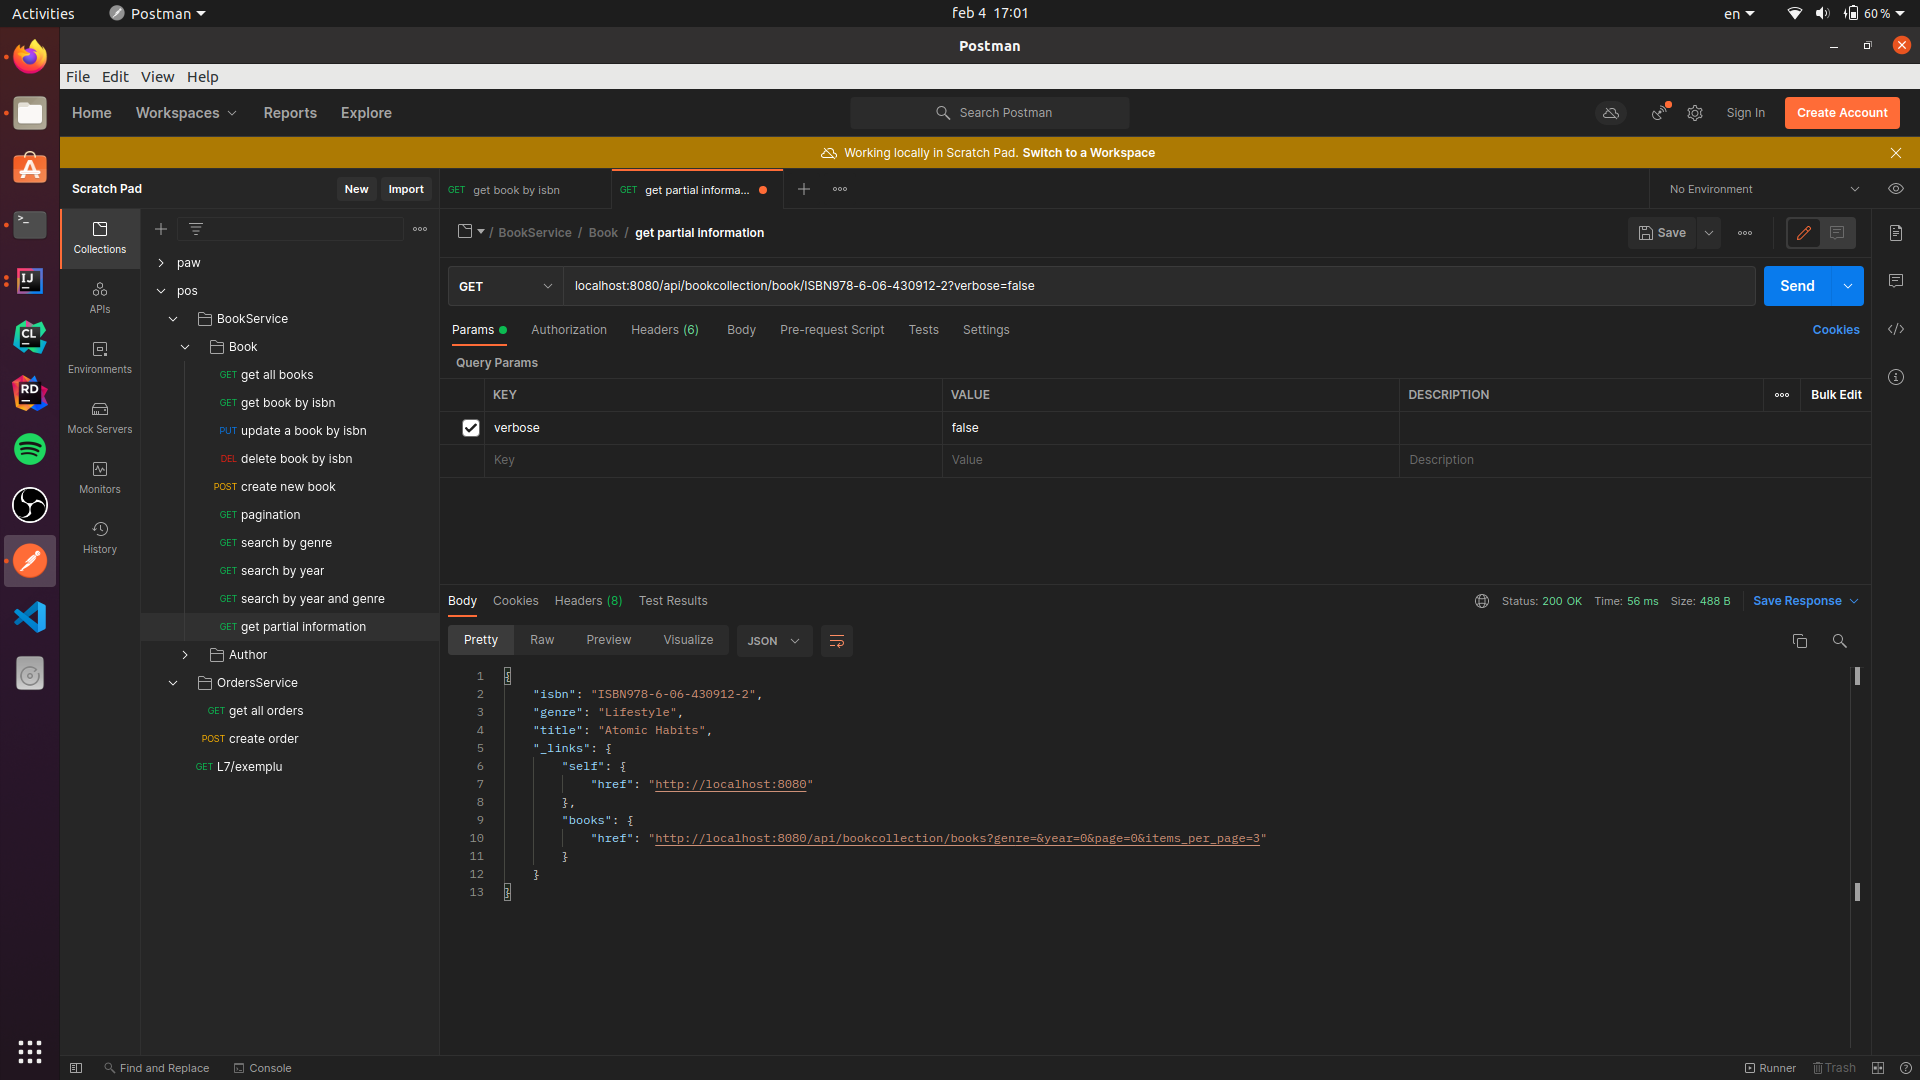 Activities Postman feb 4 17:01 en 60 %
Postman
File Edit View Help
Home Workspaces Reports Explore Search Postman Sign In Create Account
Working locally in Scratch Pad. Switch to a Workspace
Scratch Pad New Import GET get book by isbn GET get partial informa... No Environment
Collections
APIs
Environments
Mock Servers
Monitors
History
paw
pos
BookService
Book
GET get all books
GET get book by isbn
PUT update a book by isbn
DEL delete book by isbn
POST create new book
GET pagination
GET search by genre
GET search by year
GET search by year and genre
GET get partial information
Author
OrdersService
GET get all orders
POST create order
GET L7/exemplu
/ BookService / Book / get partial information Save
GET localhost:8080/api/bookcollection/book/ISBN978-6-06-430912-2?verbose=false Send
Params Authorization Headers (6) Body Pre-request Script Tests Settings Cookies
Query Params
KEY VALUE DESCRIPTION Bulk Edit
verbose false
Key Value Description
Body Cookies Headers (8) Test Results Status: 200 OK Time: 56 ms Size: 488 B Save Response
Pretty Raw Preview Visualize JSON
1 {
2 "isbn": "ISBN978-6-06-430912-2",
3 "genre": "Lifestyle",
4 "title": "Atomic Habits",
5 "_links": {
6 "self": {
7 "href": "http://localhost:8080"
8 },
9 "books": {
10 "href": "http://localhost:8080/api/bookcollection/books?genre=&year=0&page=0&items_per_page=3"
11 }
12 }
13 }
Find and Replace Console Runner Trash